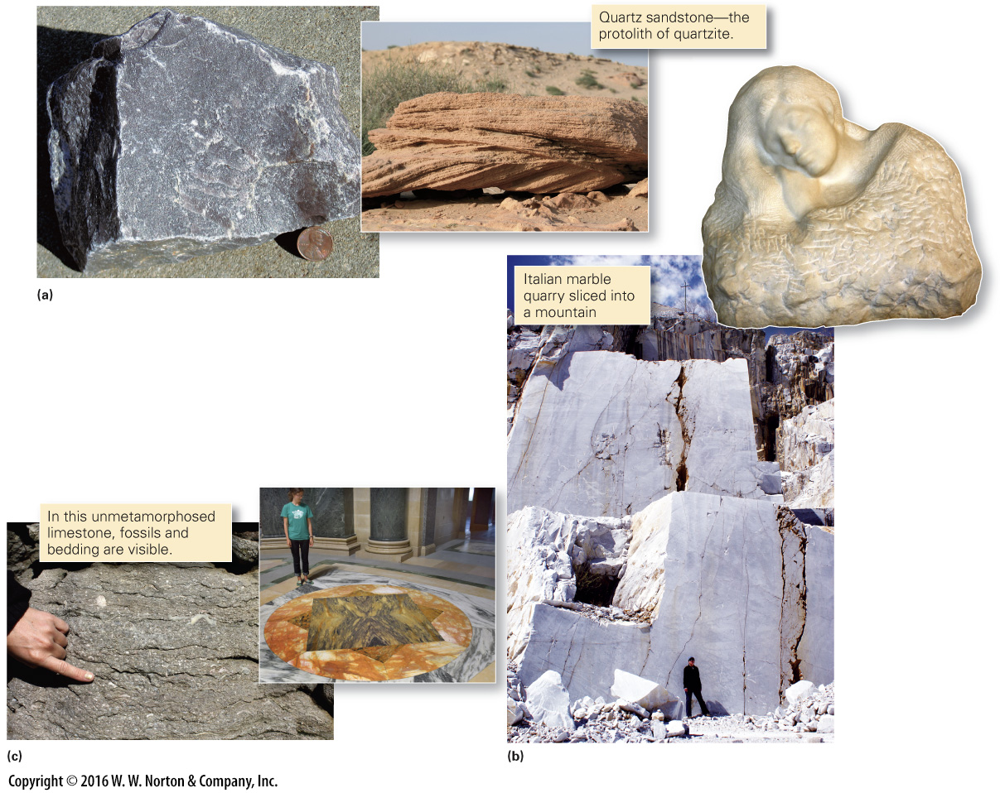 Quartz sandstone—the
protolith of quartzite.
(a)
Italian marble
quarry sliced into
a mountain
In this unmetamorphosed
limestone, fossils and
bedding are visible.
(c)
(b)
Copyright © 2016 W. W. Norton & Company, Inc.